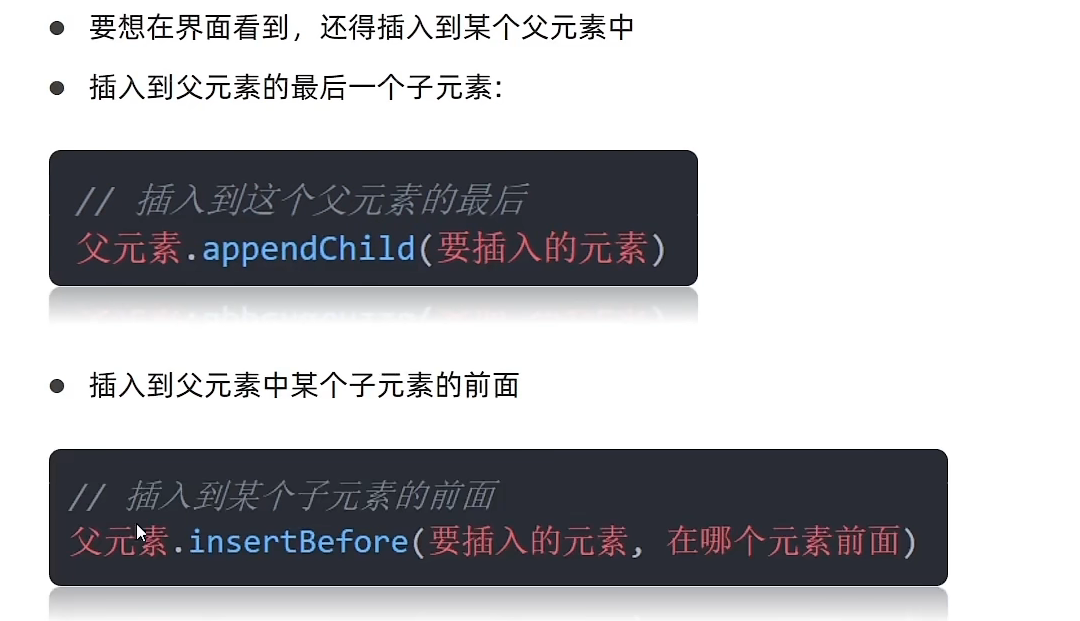 要想在界面看到，还得插入到某个父元素中
插入到父元素的最后一个子元素：
// 插入到这个父元素的最后
父元素.appendChild(要插入的元素)
插入到父元素中某个子元素的前面
// 插入到某个子元素的前面
父元素.insertBefore(要插入的元素, 在哪个元素前面)